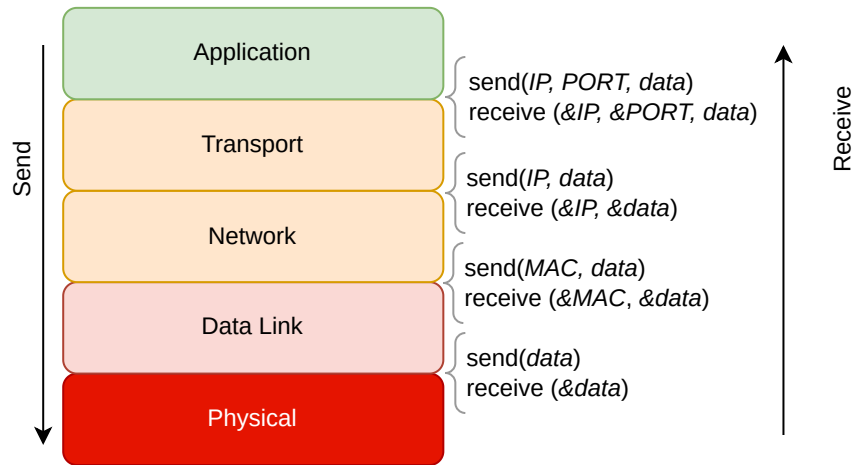 Application
send(IP, PORT, data)
receive (&IP, &PORT, data)
Transport
send(IP, data)
receive (&IP, &data)
Network
send(MAC, data)
receive (&MAC, &data)
Data Link
send(data)
receive (&data)
Physical
Send
Receive